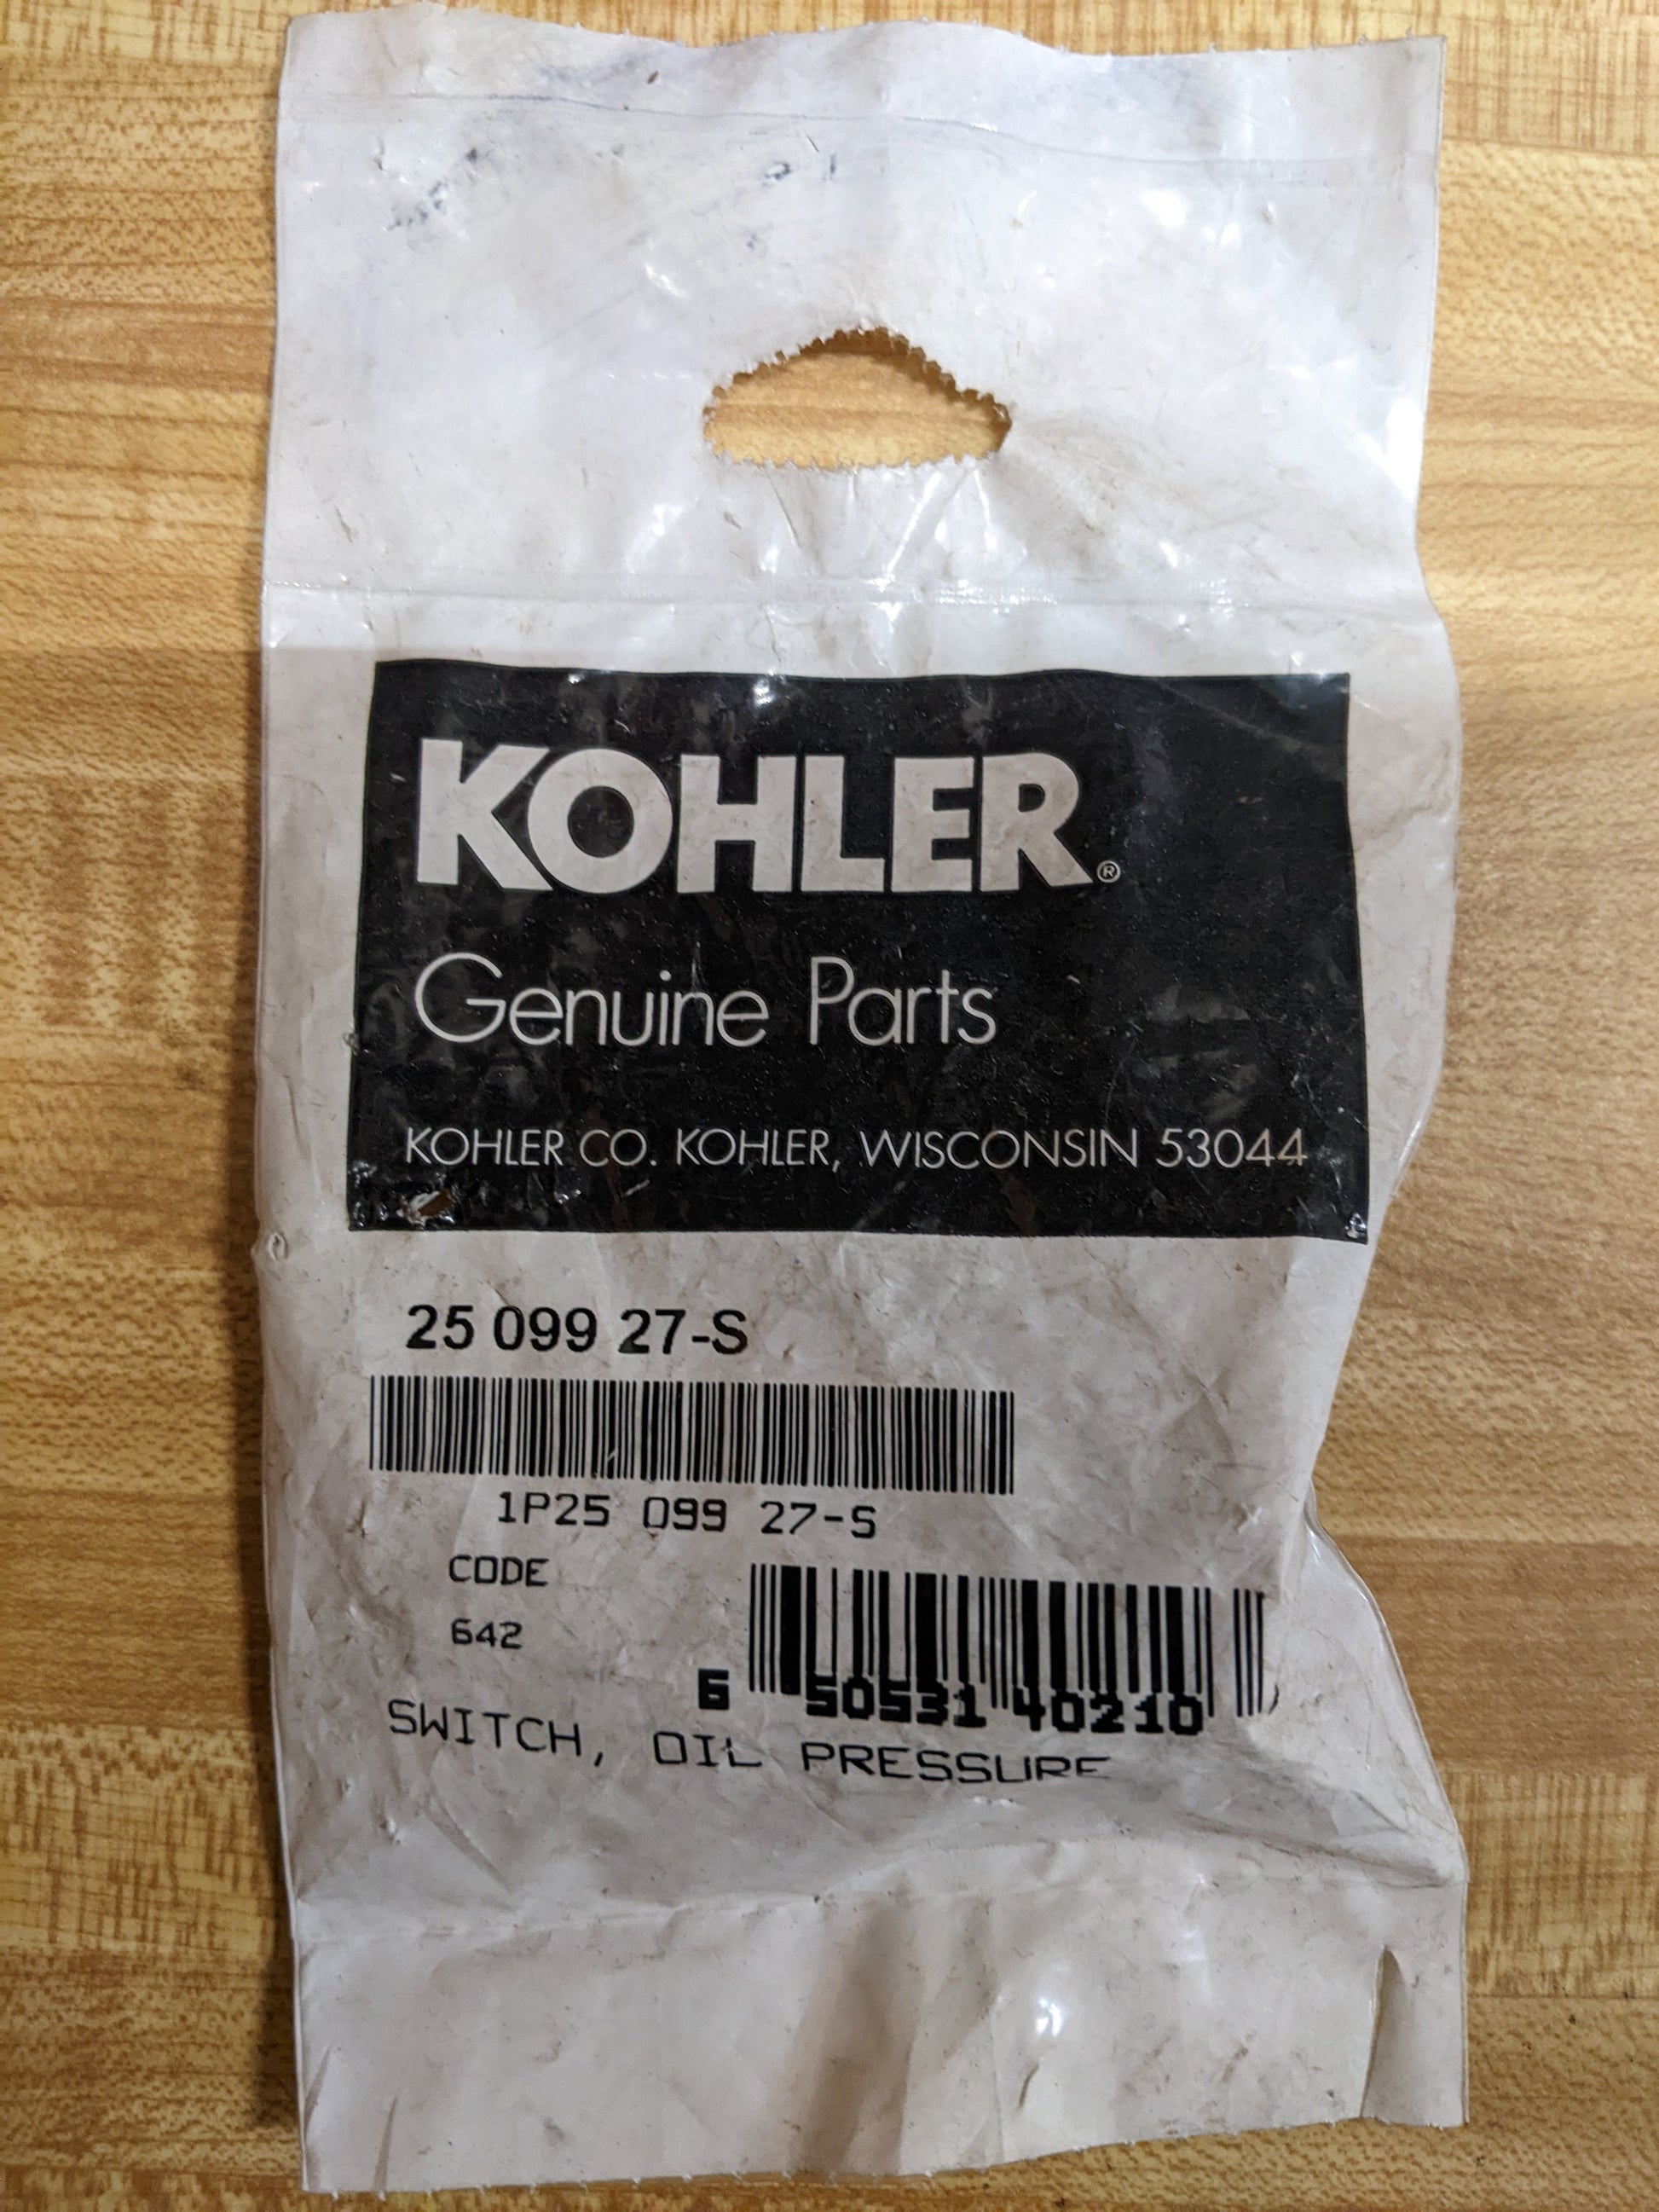 KOHLER®
Genuine Parts
KOHLER CO. KOHLER, WISCONSIN 53044
25 099 27-S
1P25 099 27-S
CODE
642
6 50531 40210
SWITCH, OIL PRESSURE